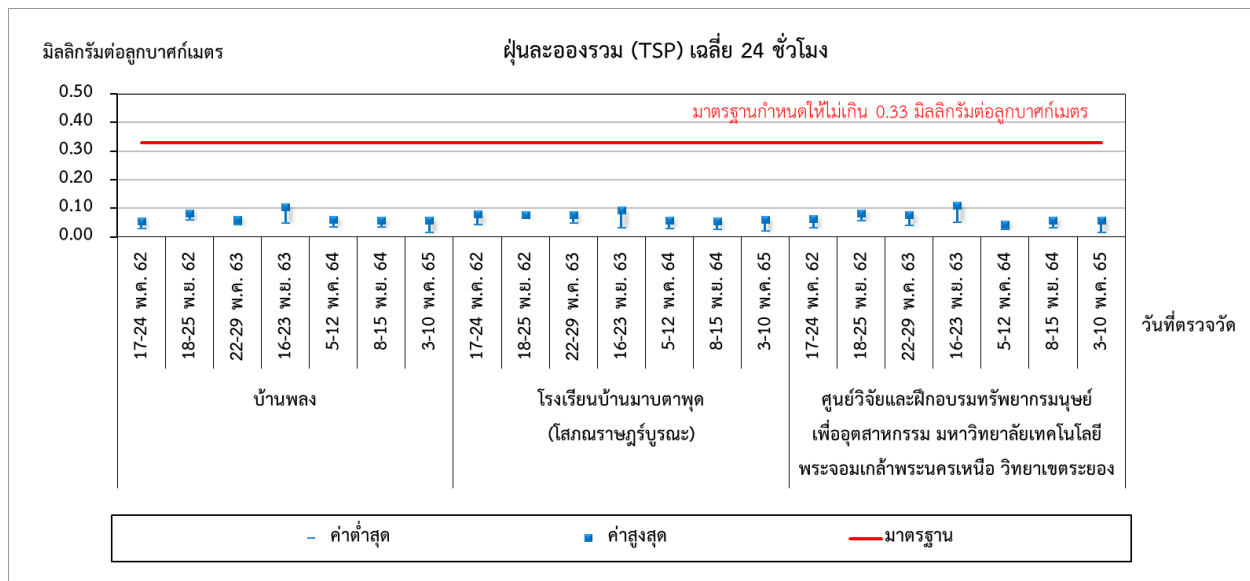 ฝุ่นละอองรวม (TSP) เฉลี่ย 24 ชั่วโมง
มิลลิกรัมต่อลูกบาศก์เมตร
มาตรฐานกำหนดให้ไม่เกิน 0.33 มิลลิกรัมต่อลูกบาศก์เมตร
0.50
0.40
0.30
0.20
0.10
0.00
17-24 พ.ค. 62
18-25 พ.ย. 62
22-29 พ.ค. 63
16-23 พ.ย. 63
5-12 พ.ค. 64
8-15 พ.ย. 64
3-10 พ.ค. 65
17-24 พ.ค. 62
18-25 พ.ย. 62
22-29 พ.ค. 63
16-23 พ.ย. 63
5-12 พ.ค. 64
8-15 พ.ย. 64
3-10 พ.ค. 65
17-24 พ.ค. 62
18-25 พ.ย. 62
22-29 พ.ค. 63
16-23 พ.ย. 63
5-12 พ.ค. 64
8-15 พ.ย. 64
3-10 พ.ค. 65
วันที่ตรวจวัด
บ้านพลง
โรงเรียนบ้านมาบตาพุด
(โสภณราษฎร์บูรณะ)
ศูนย์วิจัยและฝึกอบรมทรัพยากรมนุษย์
เพื่ออุตสาหกรรม มหาวิทยาลัยเทคโนโลยี
พระจอมเกล้าพระนครเหนือ วิทยาเขตระยอง
ค่าต่ำสุด
ค่าสูงสุด
มาตรฐาน